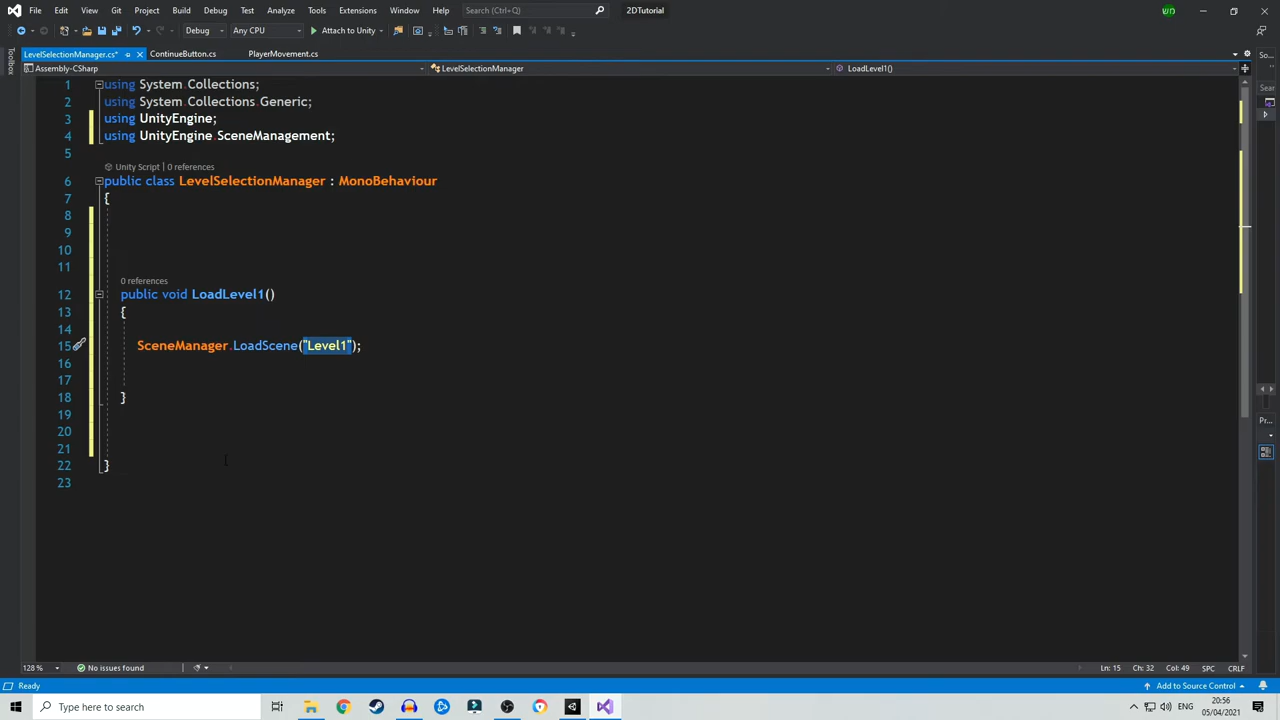 File Edit View Git Project Build Debug Test Analyze Tools Extensions Window Help Search (Ctrl+Q) 2DTutorial
Debug Any CPU Attach to Unity
LevelSelectionManager.cs* ContinueButton.cs PlayerMovement.cs So...
Assembly-CSharp LevelSelectionManager LoadLevel1()
Sear
1 using System.Collections;
2 using System.Collections.Generic;
3 using UnityEngine;
4 using UnityEngine.SceneManagement;
5
Unity Script | 0 references
6 public class LevelSelectionManager : MonoBehaviour
7 {
8
9
10
11
0 references
12 public void LoadLevel1()
13 {
14
15 SceneManager.LoadScene("Level1");
16
17
18 }
19
20
21
22 }
23
Pr...
128 % No issues found Ln: 15 Ch: 32 Col: 49 SPC CRLF
Ready Add to Source Control
Type here to search ENG 20:56
05/04/2021